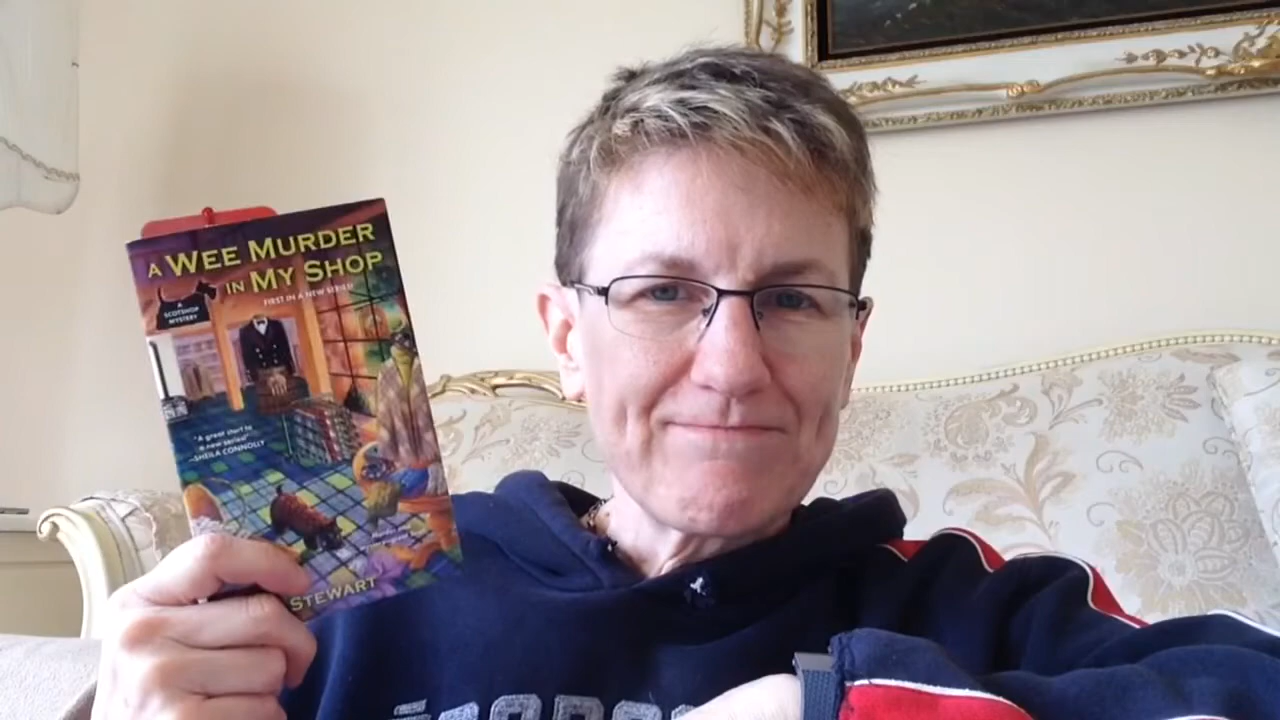 A WEE MURDER
IN MY SHOP
FIRST IN A NEW SERIES!
A
SCOTSHOP
MYSTERY
"A great start to
a new series!"
—SHEILA CONNOLLY
STEWART